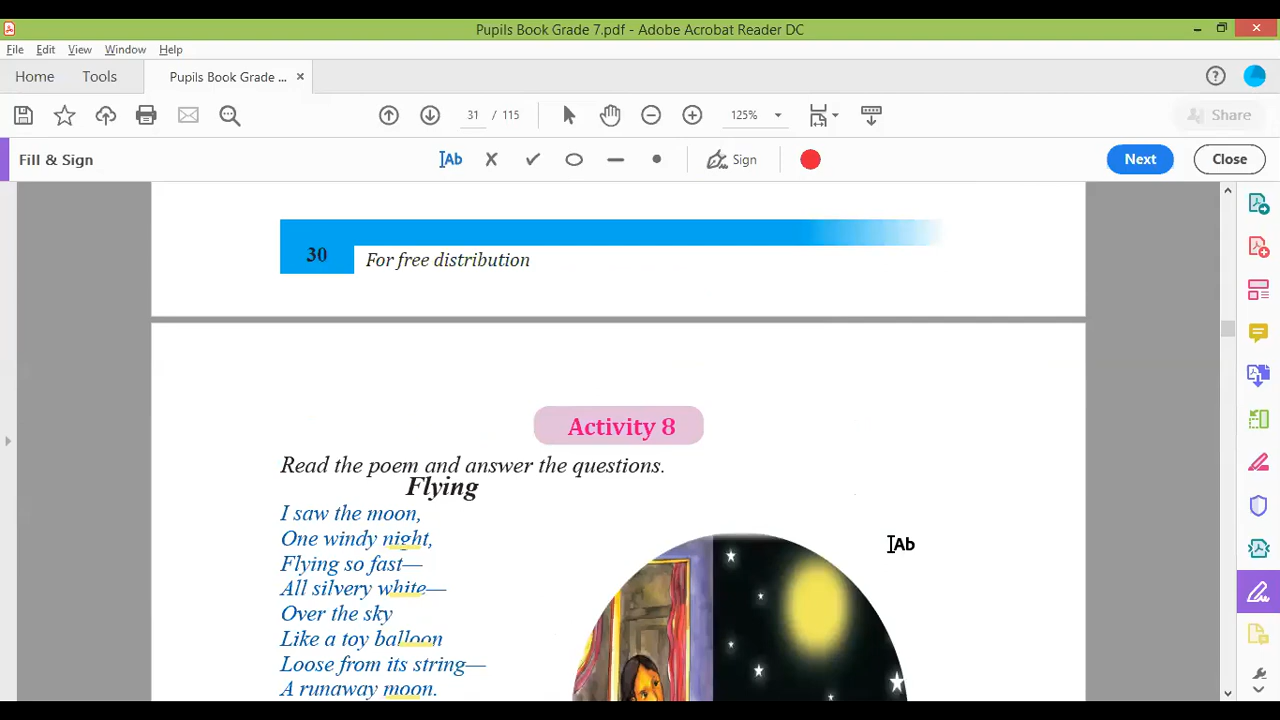 Pupils Book Grade 7.pdf - Adobe Acrobat Reader DC
File Edit View Window Help
Home Tools Pupils Book Grade ... ×
31 / 115 125% Share
Fill & Sign Ab Sign Next Close
30
For free distribution
Activity 8
Read the poem and answer the questions.
Flying
I saw the moon,
One windy night,
Flying so fast—
All silvery white—
Over the sky
Like a toy balloon
Loose from its string—
A runaway moon.
Ab